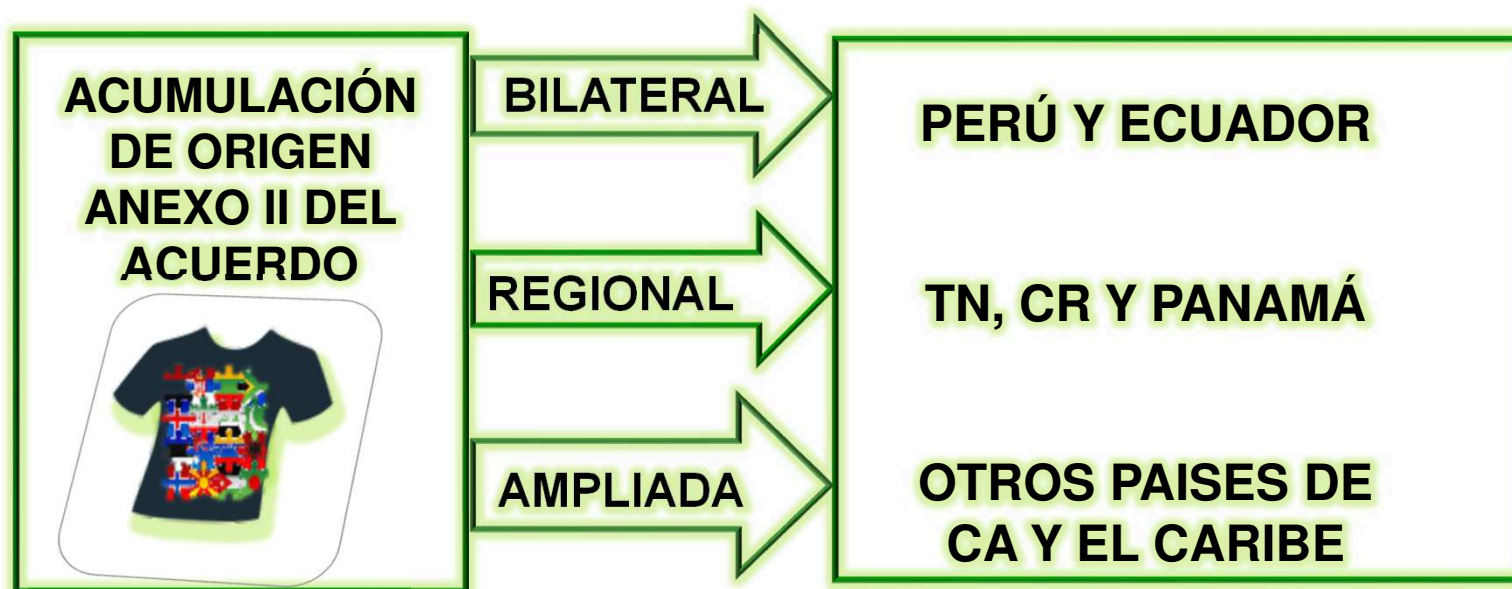 ACUMULACIÓN
DE ORIGEN
ANEXO II DEL
ACUERDO
BILATERAL
PERÚ Y ECUADOR
REGIONAL
TN, CR Y PANAMÁ
AMPLIADA
OTROS PAISES DE
CA Y EL CARIBE